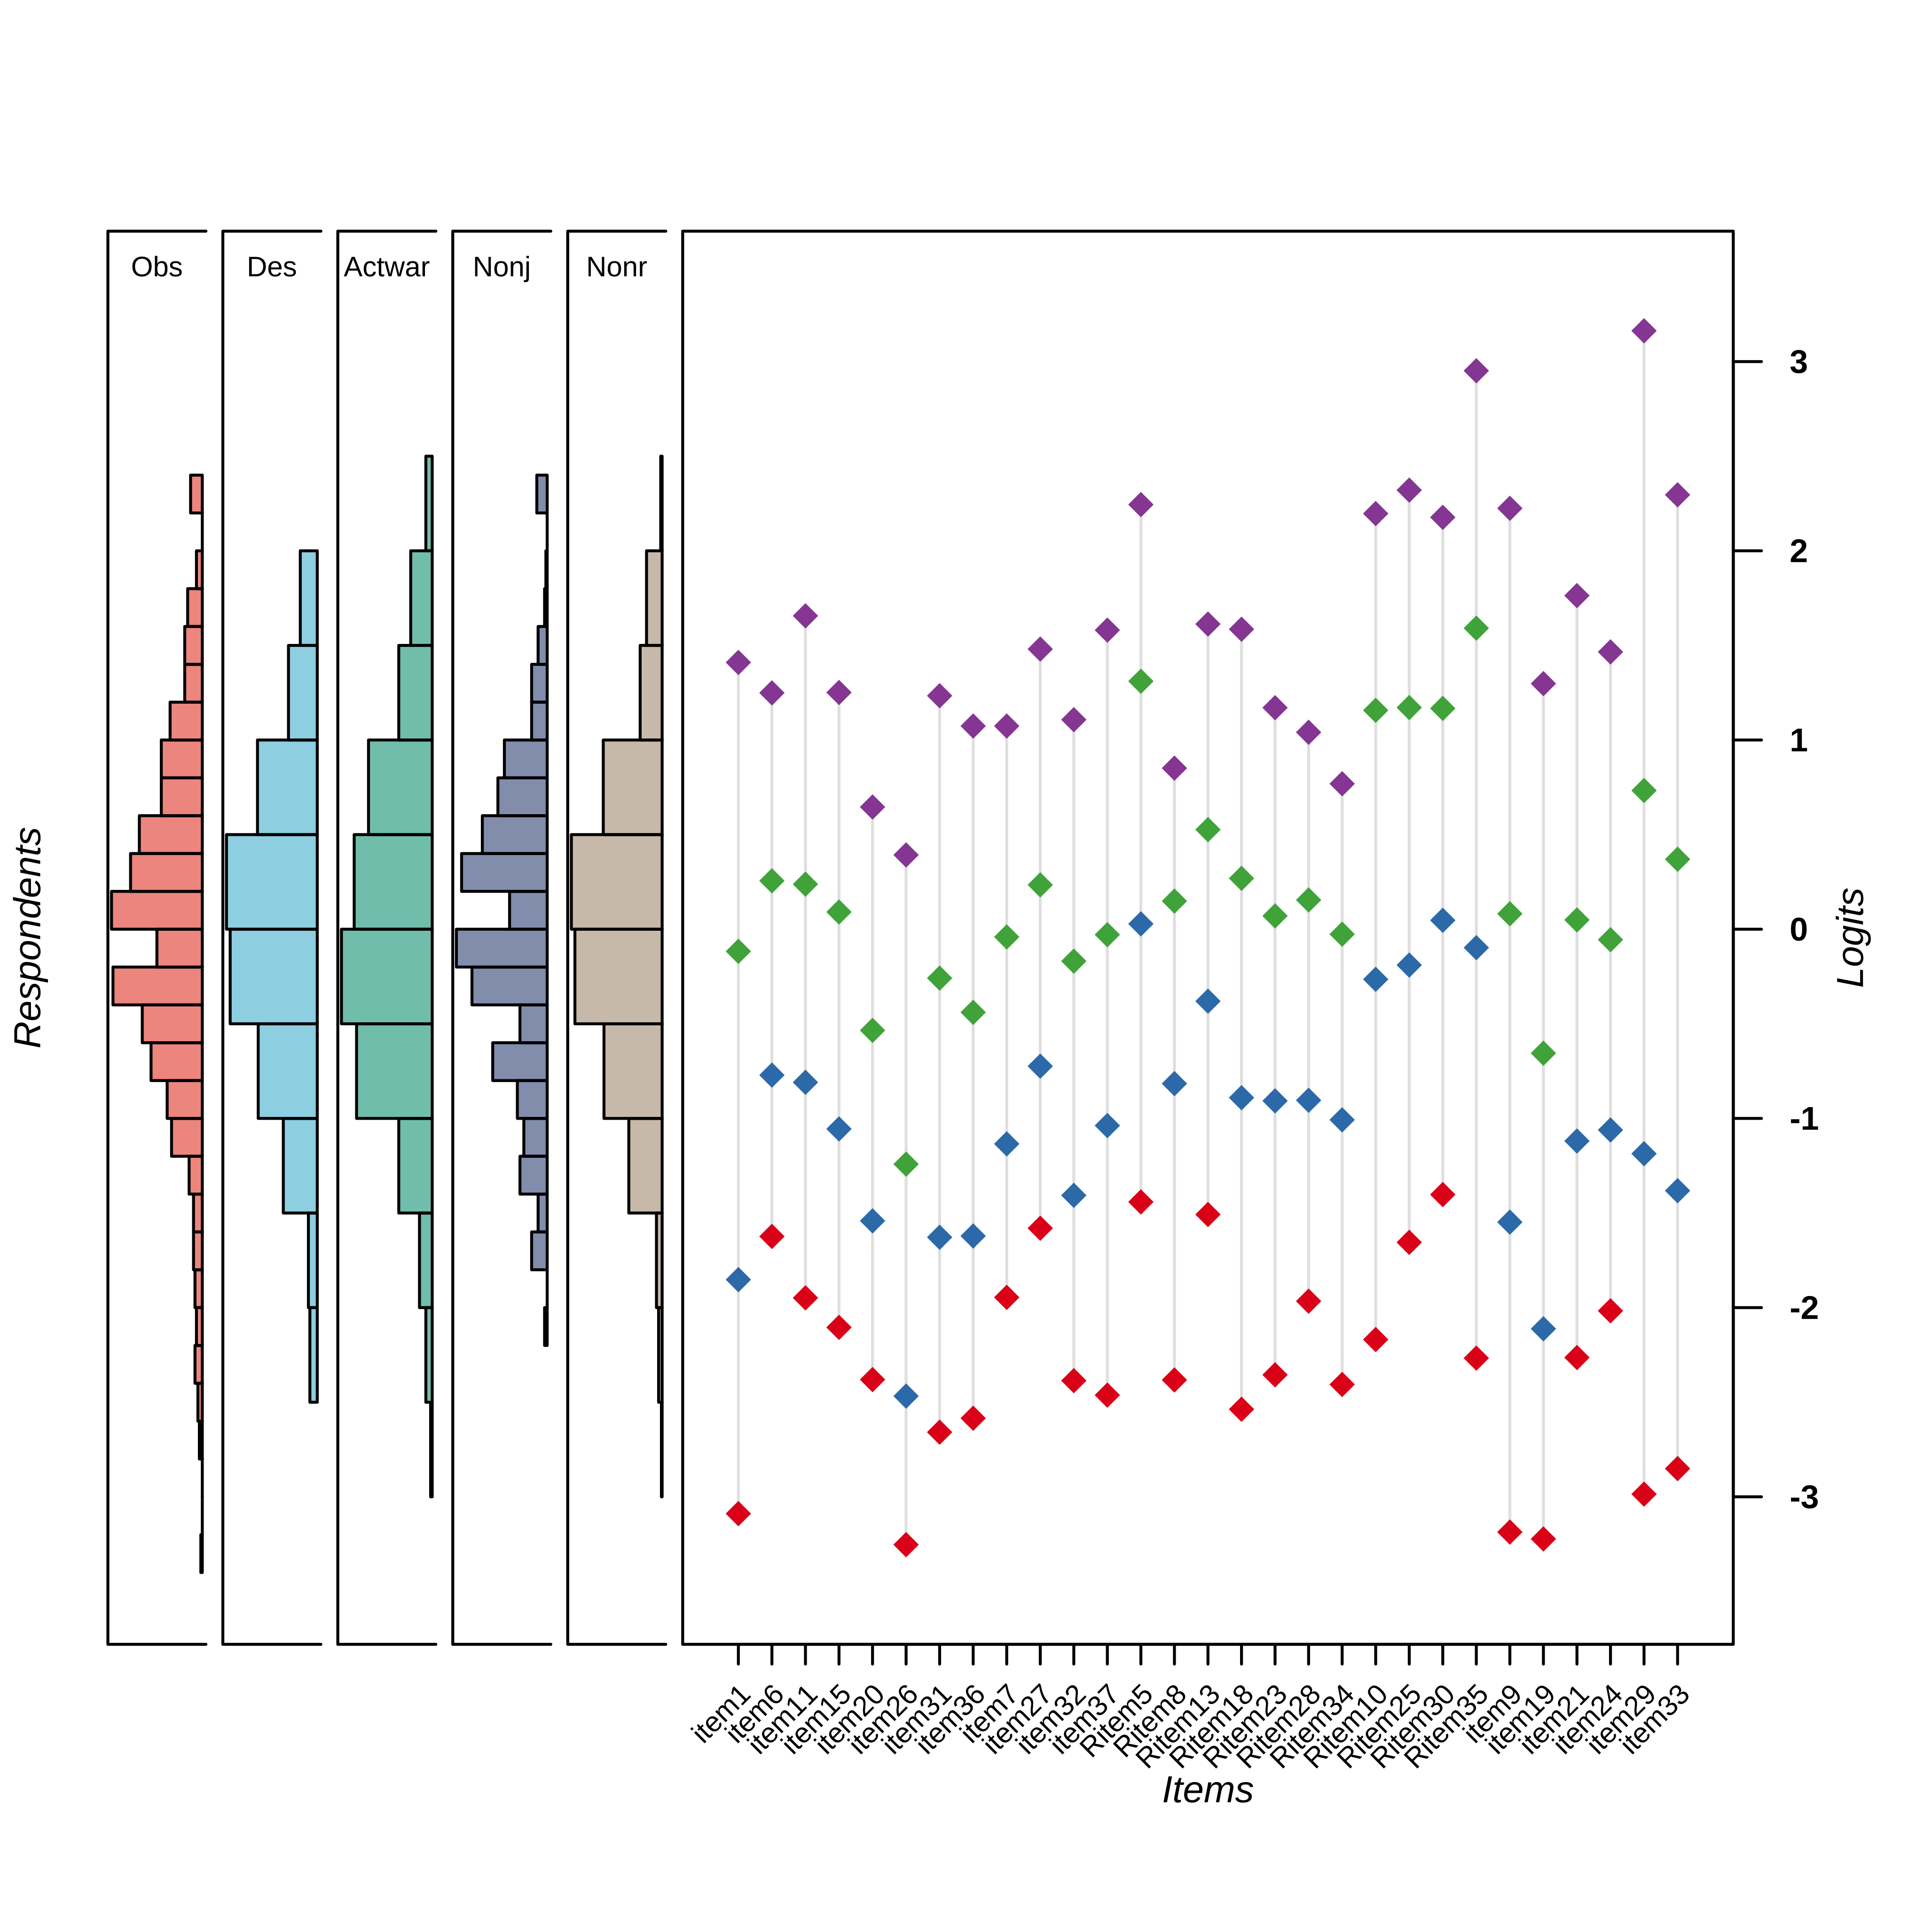 Obs Des Actwar Nonj Nonr
Respondents
3
2
1
0
-1
-2
-3
Logits
item1 item6 item11 item15 item20 item26 item31 item36 item7 item27 item32 item37 Ritem5 Ritem8 Ritem13 Ritem18 Ritem23 Ritem28 Ritem34 Ritem10 Ritem25 Ritem30 Ritem35 item9 item19 item21 item24 item29 item33
Items